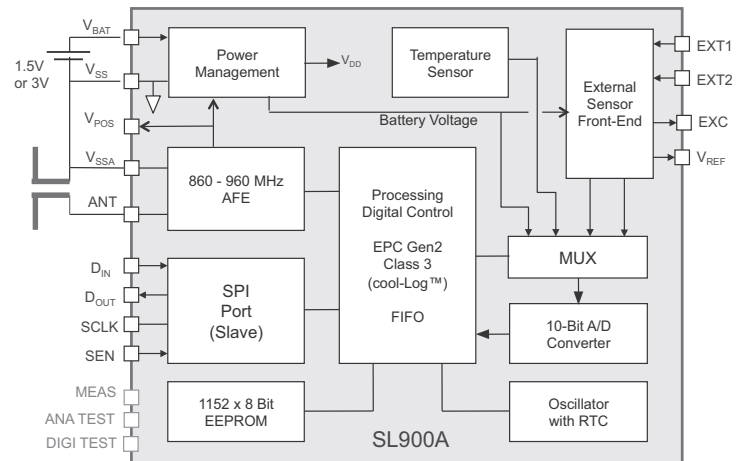 1.5V
or 3V
VBAT
VSS
VPOS
VSSA
ANT
DIN
DOUT
SCLK
SEN
MEAS
ANA TEST
DIGI TEST
Power
Management
VDD
Temperature
Sensor
External
Sensor
Front-End
EXT1
EXT2
EXC
VREF
Battery Voltage
860 - 960 MHz
AFE
Processing
Digital Control
EPC Gen2
Class 3
(cool-Log™)
FIFO
MUX
SPI
Port
(Slave)
10-Bit A/D
Converter
1152 x 8 Bit
EEPROM
Oscillator
with RTC
SL900A